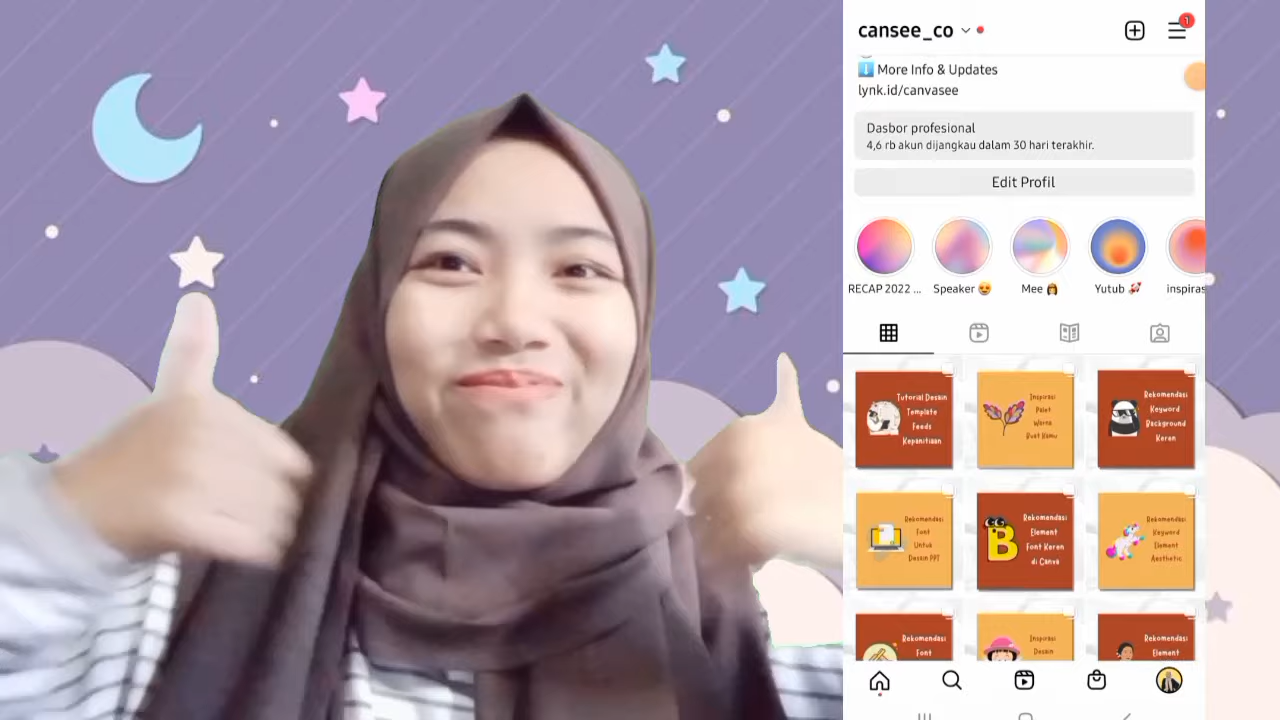 cansee_co
1
⬇️ More Info & Updates
lynk.id/canvasee
Dasbor profesional
4,6 rb akun dijangkau dalam 30 hari terakhir.
Edit Profil
RECAP 2022 ...
Speaker 😍
Mee 👩
Yutub 🚀
inspiras
Tutorial Desain
Template
Feeds
Kepanitiaan
Inspirasi
Palet
Warna
Buat Kamu
Rekomendasi
Keyword
Background
Keren
Rekomendasi
Font
Untuk
Desain PPT
B
Rekomendasi
Element
Font Keren
di Canva
Rekomendasi
Keyword
Element
Aesthetic
Rekomendasi
Font
Inspirasi
Desain
Rekomendasi
Element